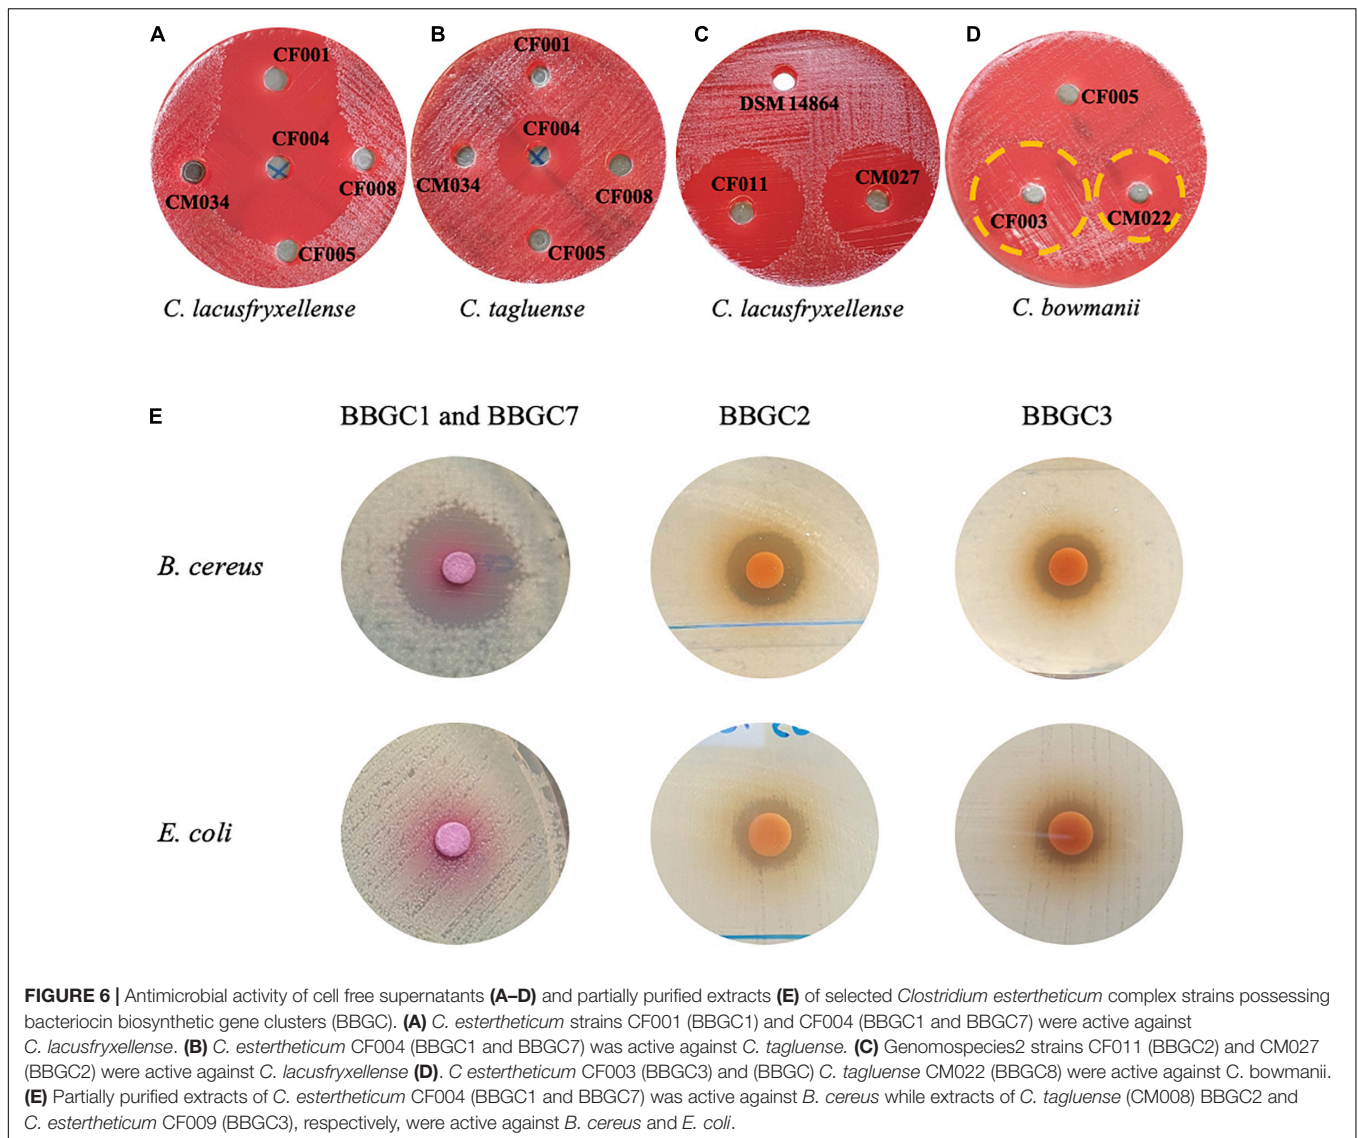 A B C D
CF001 CF001
DSM 14864 CF005
CF004 CF004
CM034 CF008 CM034 CF008 CF011 CM027 CF003 CM022
CF005 CF005
C. lacusfryxellense C. tagluense C. lacusfryxellense C. bowmanii
E BBGC1 and BBGC7 BBGC2 BBGC3
B. cereus
E. coli
FIGURE 6 | Antimicrobial activity of cell free supernatants (A–D) and partially purified extracts (E) of selected Clostridium estertheticum complex strains possessing
bacteriocin biosynthetic gene clusters (BBGC). (A) C. estertheticum strains CF001 (BBGC1) and CF004 (BBGC1 and BBGC7) were active against
C. lacusfryxellense. (B) C. estertheticum CF004 (BBGC1 and BBGC7) was active against C. tagluense. (C) Genomospecies2 strains CF011 (BBGC2) and CM027
(BBGC2) were active against C. lacusfryxellense (D). C estertheticum CF003 (BBGC3) and (BBGC) C. tagluense CM022 (BBGC8) were active against C. bowmanii.
(E) Partially purified extracts of C. estertheticum CF004 (BBGC1 and BBGC7) was active against B. cereus while extracts of C. tagluense (CM008) BBGC2 and
C. estertheticum CF009 (BBGC3), respectively, were active against B. cereus and E. coli.